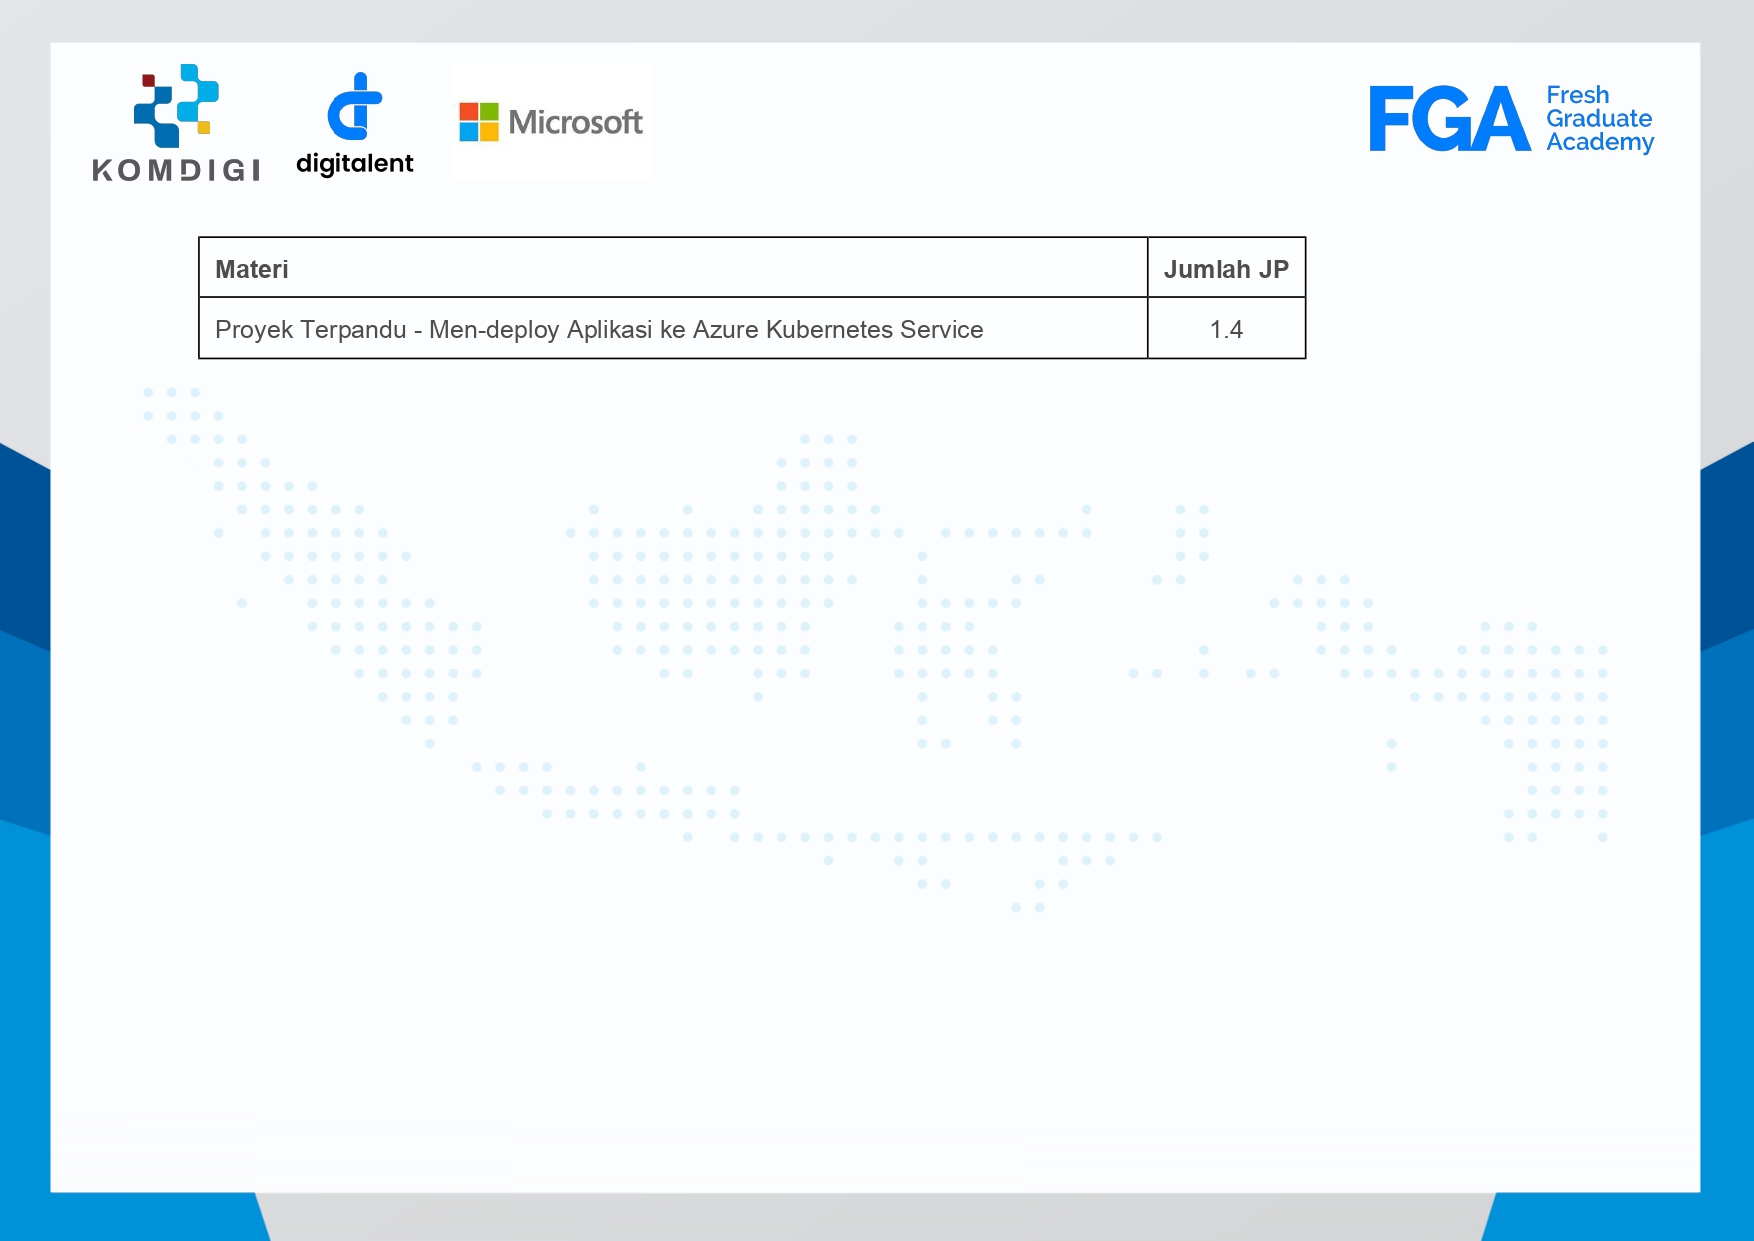 KOMDIGI
digitalent
Microsoft
FGA
Fresh
Graduate
Academy
Materi Jumlah JP
Proyek Terpandu - Men-deploy Aplikasi ke Azure Kubernetes Service 1.4